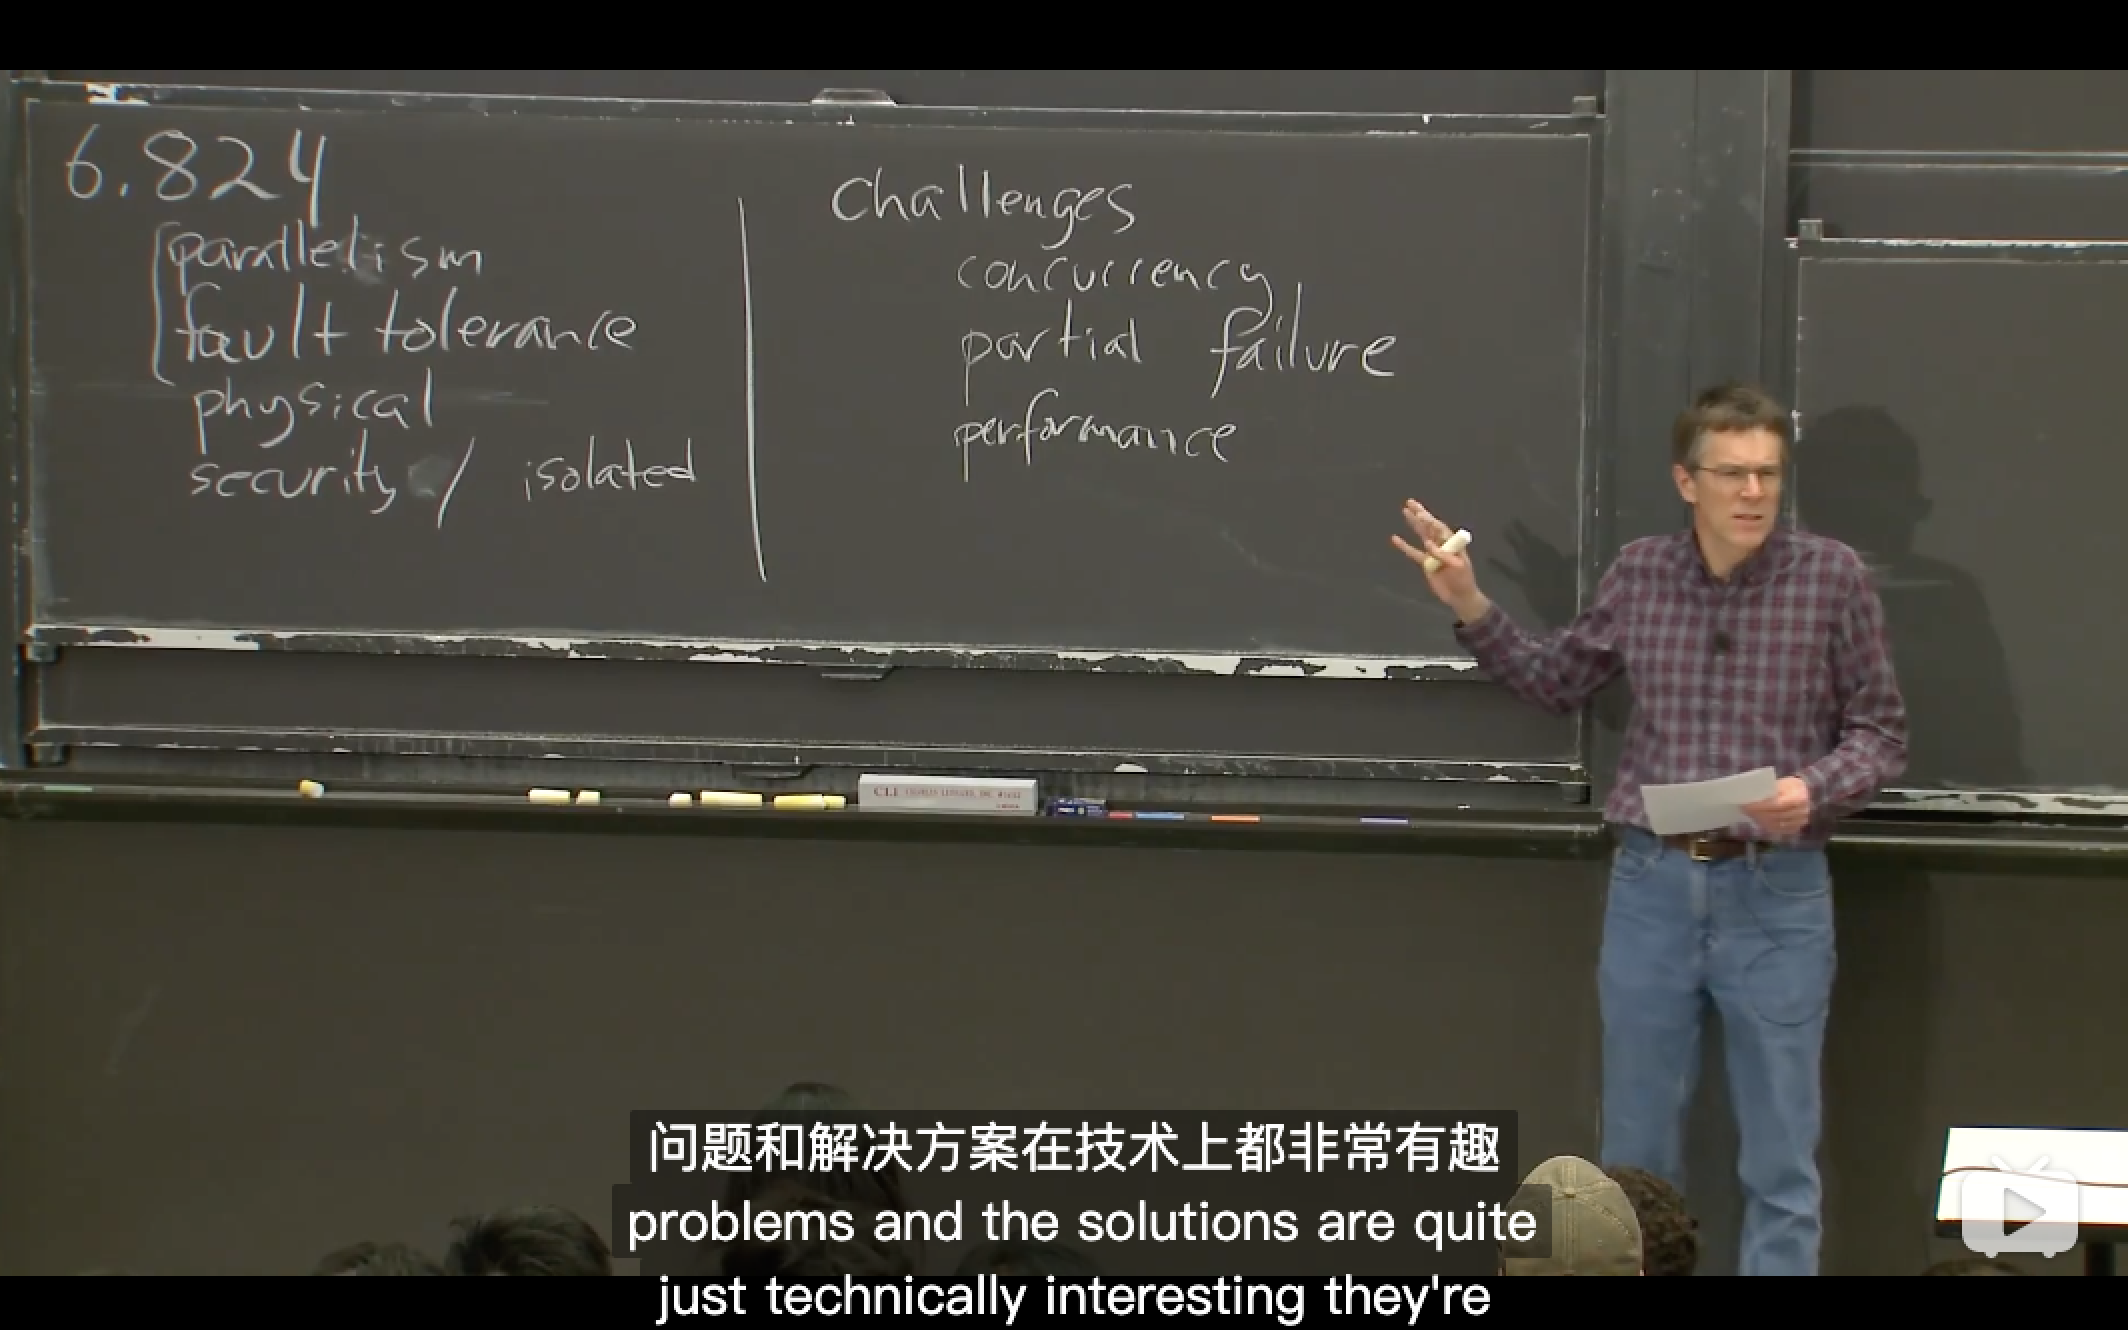 6.824
parallelism
fault tolerance
physical
security / isolated
Challenges
concurrency
partial failure
performance
CLI
问题和解决方案在技术上都非常有趣
problems and the solutions are quite
just technically interesting they're